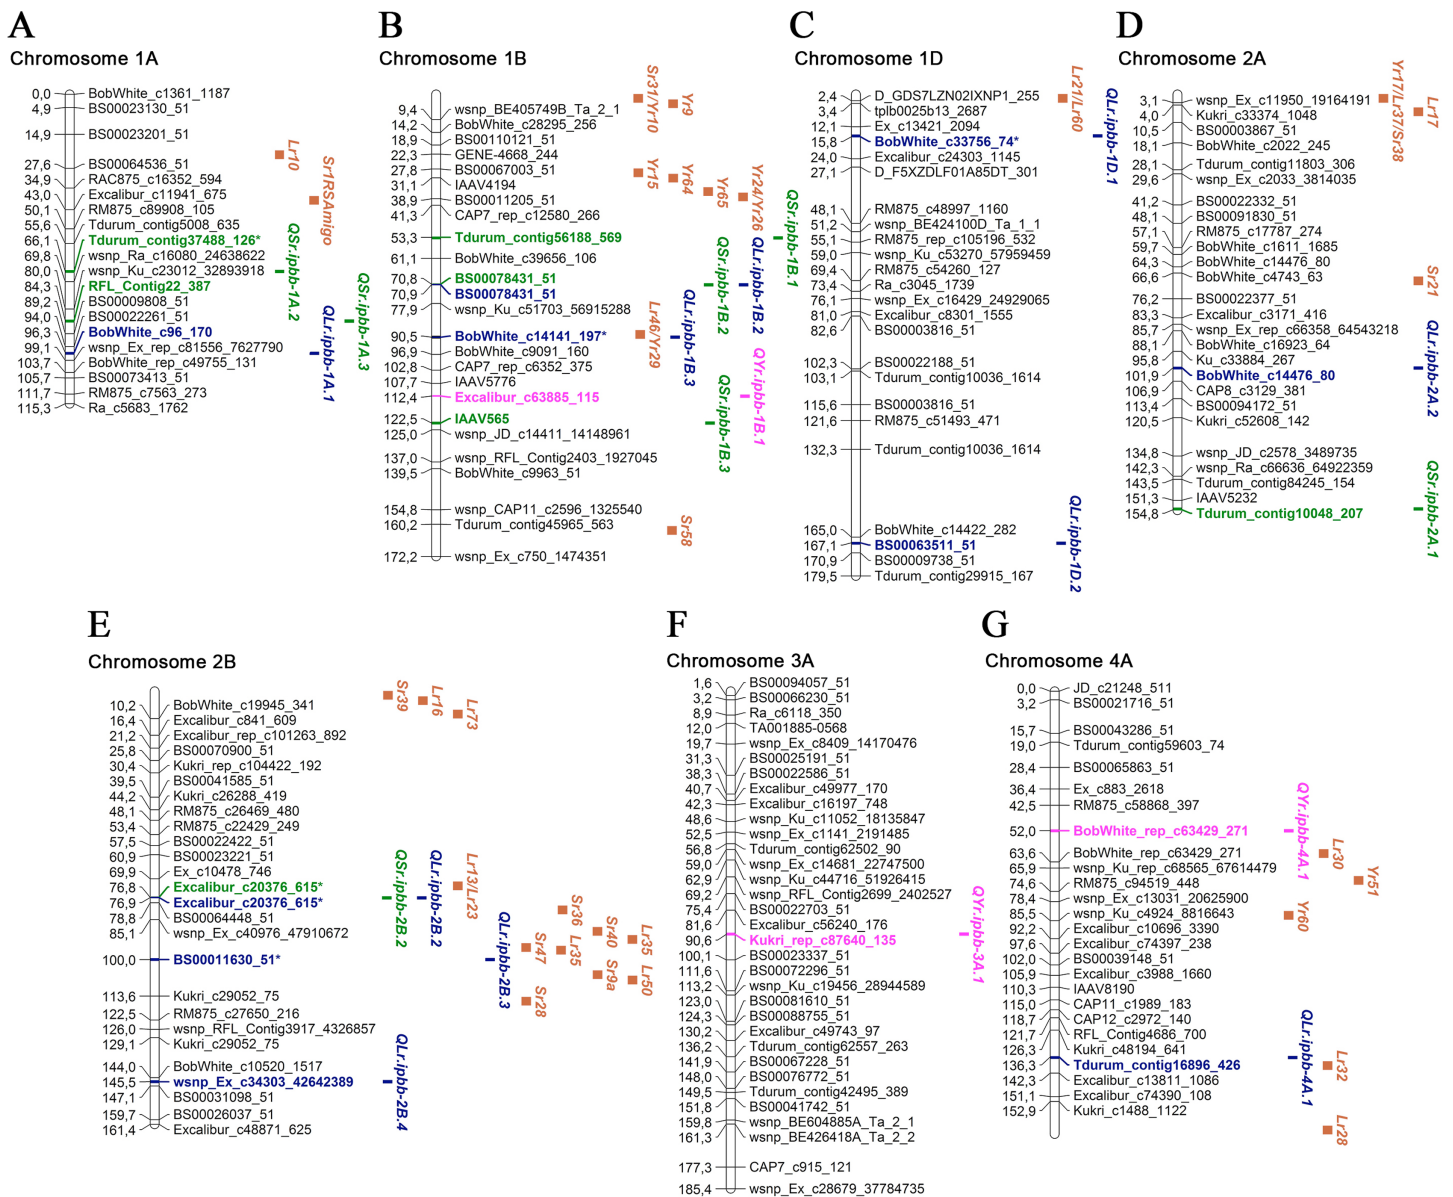 A
Chromosome 1A
0,0 BobWhite_c1361_1187
4,9 BS00023130_51
14,9 BS00023201_51
27,6 BS00064536_51
34,9 RAC875_c16352_594
43,0 Excalibur_c11941_675
50,1 RM875_c89908_105
55,6 Tdurum_contig5008_635
66,1 Tdurum_contig37488_126*
69,8 wsnp_Ra_c16080_24638622
80,0 wsnp_Ku_c23012_32893918
84,3 RFL_Contig22_387
89,2 BS00009808_51
94,0 BS00022261_51
96,3 BobWhite_c96_170
99,1 wsnp_Ex_rep_c81556_7627790
103,7 BobWhite_rep_c49755_131
105,7 BS00073413_51
111,7 RM875_c7563_273
115,3 Ra_c5683_1762
Lr10
Sr1RSAmigo
QSr.ipbb-1A.2
QLr.ipbb-1A.1
QSr.ipbb-1A.3
B
Chromosome 1B
9,4 wsnp_BE405749B_Ta_2_1
14,2 BobWhite_c28295_256
18,9 BS00110121_51
22,3 GENE-4668_244
27,8 BS00067003_51
31,1 IAAV4194
38,9 BS00011205_51
41,3 CAP7_rep_c12580_266
53,3 Tdurum_contig56188_569
61,1 BobWhite_c39656_106
70,8 BS00078431_51
70,9 BS00078431_51
77,9 wsnp_Ku_c51703_56915288
90,5 BobWhite_c14141_197*
96,9 BobWhite_c9091_160
102,8 CAP7_rep_c6352_375
107,7 IAAV5776
112,4 Excalibur_c63885_115
122,5 IAAV565
125,0 wsnp_JD_c14411_14148961
137,0 wsnp_RFL_Contig2403_1927045
139,5 BobWhite_c9963_51
154,8 wsnp_CAP11_c2596_1325540
160,2 Tdurum_contig45965_563
172,2 wsnp_Ex_c750_1474351
Sr31/Yr10
Yr9
Yr15
Yr64
Yr65
Yr24/Yr26
QSr.ipbb-1B.1
QSr.ipbb-1B.2
QLr.ipbb-1B.2
Lr46/Yr29
QLr.ipbb-1B.3
QYr.ipbb-1B.1
QSr.ipbb-1B.3
Sr58
C
Chromosome 1D
2,4 D_GDS7LZN02IXNP1_255
3,4 tplb0025b13_2687
12,1 Ex_c13421_2094
15,8 BobWhite_c33756_74*
24,0 Excalibur_c24303_1145
27,1 D_F5XZDLF01A85DT_301
48,1 RM875_c48997_1160
51,2 wsnp_BE424100D_Ta_1_1
55,1 RM875_rep_c105196_532
59,0 wsnp_Ku_c53270_57959459
69,4 RM875_c54260_127
73,4 Ra_c3045_1739
76,1 wsnp_Ex_c16429_24929065
81,0 Excalibur_c8301_1555
82,6 BS00003816_51
102,3 BS00022188_51
103,1 Tdurum_contig10036_1614
115,6 BS00003816_51
121,6 RM875_c51493_471
132,3 Tdurum_contig10036_1614
165,0 BobWhite_c14422_282
167,1 BS00063511_51
170,9 BS00009738_51
179,5 Tdurum_contig29915_167
Lr21/Lr60
QLr.ipbb-1D.1
QLr.ipbb-1D.2
D
Chromosome 2A
3,1 wsnp_Ex_c11950_19164191
4,0 Kukri_c33374_1048
10,5 BS00003867_51
18,1 BobWhite_c2022_245
28,1 Tdurum_contig11803_306
29,6 wsnp_Ex_c2033_3814035
41,2 BS00022332_51
48,1 BS00091830_51
57,1 RM875_c17787_274
59,7 BobWhite_c1611_1685
64,3 BobWhite_c14476_80
66,6 BobWhite_c4743_63
76,2 BS00022377_51
83,3 Excalibur_c3171_416
85,7 wsnp_Ex_rep_c66358_64543218
88,1 BobWhite_c16923_64
95,8 Ku_c33884_267
101,9 BobWhite_c14476_80
106,9 CAP8_c3129_381
113,4 BS00094172_51
120,5 Kukri_c52608_142
134,8 wsnp_JD_c2578_3489735
142,3 wsnp_Ra_c66636_64922359
143,5 Tdurum_contig84245_154
151,3 IAAV5232
154,8 Tdurum_contig10048_207
Yr17/Lr37/Sr38
Lr17
Sr21
QLr.ipbb-2A.2
QSr.ipbb-2A.1
E
Chromosome 2B
10,2 BobWhite_c19945_341
16,4 Excalibur_c841_609
21,2 Excalibur_rep_c101263_892
25,8 BS00070900_51
30,4 Kukri_rep_c104422_192
39,5 BS00041585_51
44,2 Kukri_c26288_419
48,1 RM875_c26469_480
53,4 RM875_c22429_249
57,5 BS00022422_51
60,9 BS00023221_51
69,9 Ex_c10478_746
76,8 Excalibur_c20376_615*
76,9 Excalibur_c20376_615*
78,8 BS00064448_51
85,1 wsnp_Ex_c40976_47910672
100,0 BS00011630_51*
113,6 Kukri_c29052_75
122,5 RM875_c27650_216
126,0 wsnp_RFL_Contig3917_4326857
129,1 Kukri_c29052_75
144,0 BobWhite_c10520_1517
145,5 wsnp_Ex_c34303_42642389
147,1 BS00031098_51
159,7 BS00026037_51
161,4 Excalibur_c48871_625
Sr39
Lr16
Lr73
QSr.ipbb-2B.2
QLr.ipbb-2B.2
Lr13/Lr23
QLr.ipbb-2B.3
Sr47
Sr28
Sr36
Lr35
Sr40
Sr9a
Lr35
Lr50
QLr.ipbb-2B.4
F
Chromosome 3A
1,6 BS00094057_51
3,2 BS00066230_51
8,9 Ra_c6118_350
12,0 TA001885-0568
19,7 wsnp_Ex_c8409_14170476
31,3 BS00025191_51
38,3 BS00022586_51
40,7 Excalibur_c49977_170
42,3 Excalibur_c16197_748
48,6 wsnp_Ku_c11052_18135847
52,5 wsnp_Ex_c1141_2191485
56,8 Tdurum_contig62502_90
59,0 wsnp_Ex_c14681_22747500
62,9 wsnp_Ku_c44716_51926415
69,2 wsnp_RFL_Contig2699_2402527
75,4 BS00022703_51
81,6 Excalibur_c56240_176
90,6 Kukri_rep_c87640_135
100,1 BS00023337_51
111,6 BS00072296_51
113,2 wsnp_Ku_c19456_28944589
123,0 BS00081610_51
124,3 BS00088755_51
130,2 Excalibur_c49743_97
136,2 Tdurum_contig62557_263
141,9 BS00067228_51
148,0 BS00076772_51
149,5 Tdurum_contig42495_389
151,8 BS00041742_51
159,8 wsnp_BE604885A_Ta_2_1
161,3 wsnp_BE426418A_Ta_2_2
177,3 CAP7_c915_121
185,4 wsnp_Ex_c28679_37784735
QYr.ipbb-3A.1
G
Chromosome 4A
0,0 JD_c21248_511
3,2 BS00021716_51
15,7 BS00043286_51
19,0 Tdurum_contig59603_74
28,4 BS00065863_51
36,4 Ex_c883_2618
42,5 RM875_c58868_397
52,0 BobWhite_rep_c63429_271
63,6 BobWhite_rep_c63429_271
65,9 wsnp_Ku_rep_c68565_67614479
74,6 RM875_c94519_448
78,4 wsnp_Ex_c13031_20625900
85,5 wsnp_Ku_c4924_8816643
92,2 Excalibur_c10696_3390
97,6 Excalibur_c74397_238
102,0 BS00039148_51
105,9 Excalibur_c3988_1660
110,3 IAAV8190
115,0 CAP11_c1989_183
118,7 CAP12_c2972_140
121,7 RFL_Contig4686_700
126,3 Kukri_c48194_641
136,3 Tdurum_contig16896_426
142,3 Excalibur_c13811_1086
151,1 Excalibur_c74390_108
152,9 Kukri_c1488_1122
QYr.ipbb-4A.1
Lr30
Yr51
Yr60
QLr.ipbb-4A.1
Lr32
Lr28